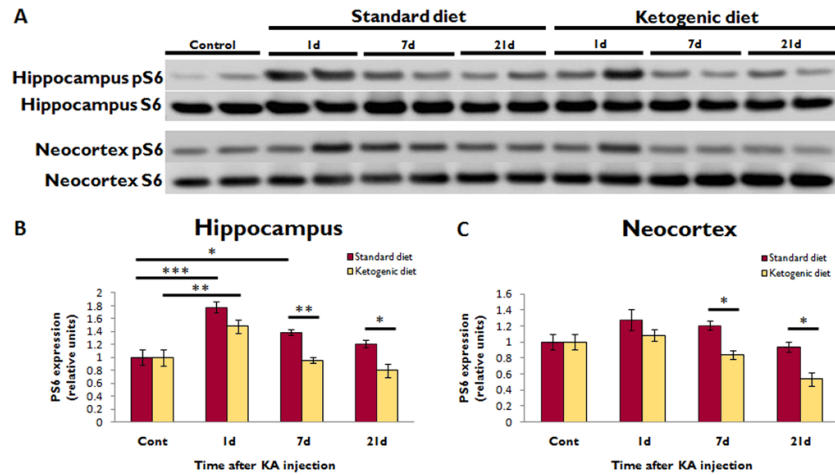 A
Standard diet
Ketogenic diet
Control
1d
7d
21d
1d
7d
21d
Hippocampus pS6
Hippocampus S6
Neocortex pS6
Neocortex S6
B
Hippocampus
*
***
**
**
*
Standard diet
Ketogenic diet
PS6 expression
(relative units)
2
1.8
1.6
1.4
1.2
1
0.8
0.6
0.4
0.2
0
Cont
1d
7d
21d
Time after KA injection
C
Neocortex
Standard diet
Ketogenic diet
*
*
PS6 expression
(relative units)
1.6
1.4
1.2
1
0.8
0.6
0.4
0.2
0
Cont
1d
7d
21d
Time after KA injection